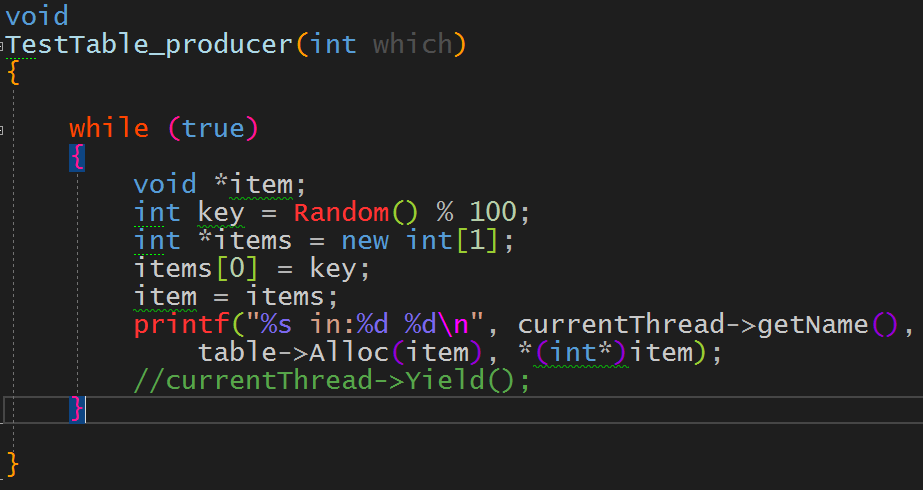 void
TestTable_producer(int which)
{
    while (true)
    {
        void *item;
        int key = Random() % 100;
        int *items = new int[1];
        items[0] = key;
        item = items;
        printf("%s in:%d %d\n", currentThread->getName(),
            table->Alloc(item), *(int*)item);
        //currentThread->Yield();
    }
}